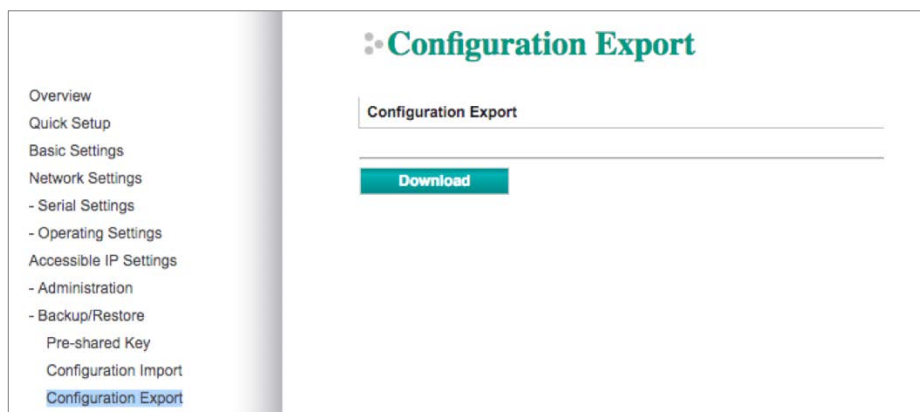 Configuration Export
Overview
Quick Setup
Basic Settings
Network Settings
- Serial Settings
- Operating Settings
Accessible IP Settings
- Administration
- Backup/Restore
Pre-shared Key
Configuration Import
Configuration Export
Configuration Export
Download